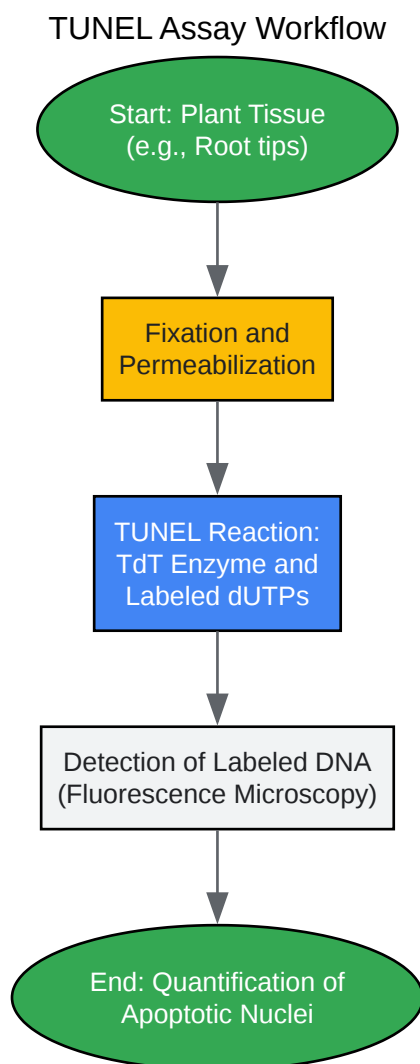 TUNEL Assay Workflow
Start: Plant Tissue
(e.g., Root tips)
Fixation and
Permeabilization
TUNEL Reaction:
TdT Enzyme and
Labeled dUTPs
Detection of Labeled DNA
(Fluorescence Microscopy)
End: Quantification of
Apoptotic Nuclei